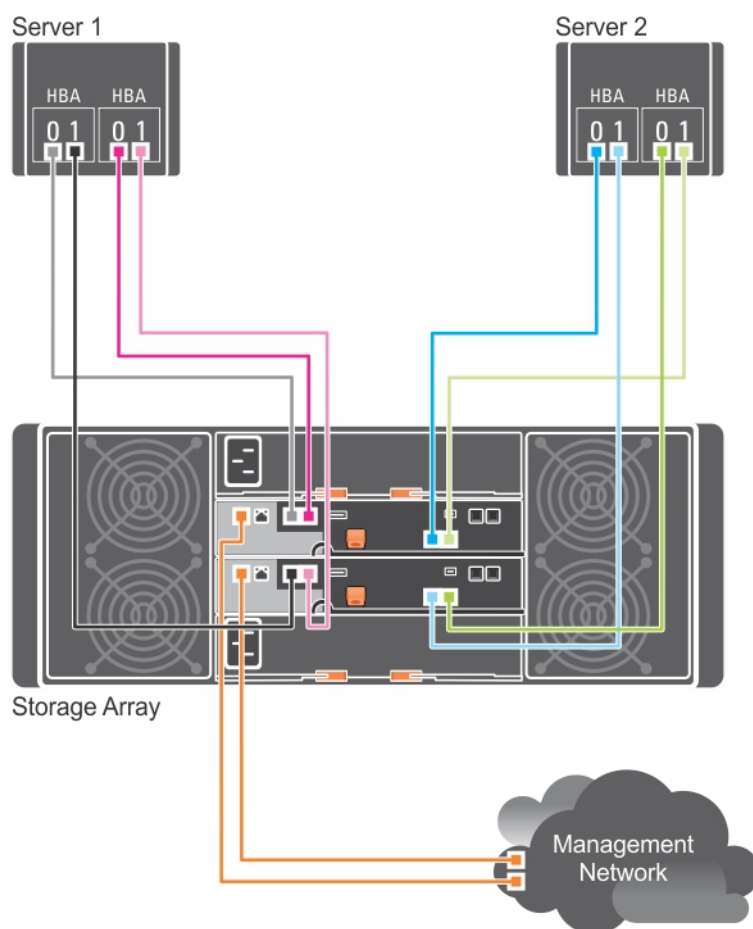 Server 1
Server 2
HBA HBA
0 1 0 1
HBA HBA
0 1 0 1
Storage Array
Management
Network